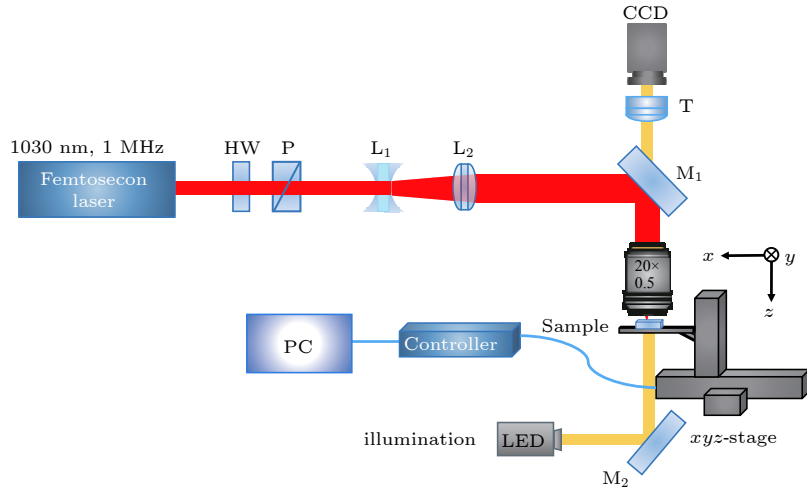 CCD
T
1030 nm, 1 MHz
HW
P
L₁
L₂
M₁
Femtosecon
laser
20×
0.5
x
y
z
Sample
PC
Controller
illumination
LED
xyz-stage
M₂